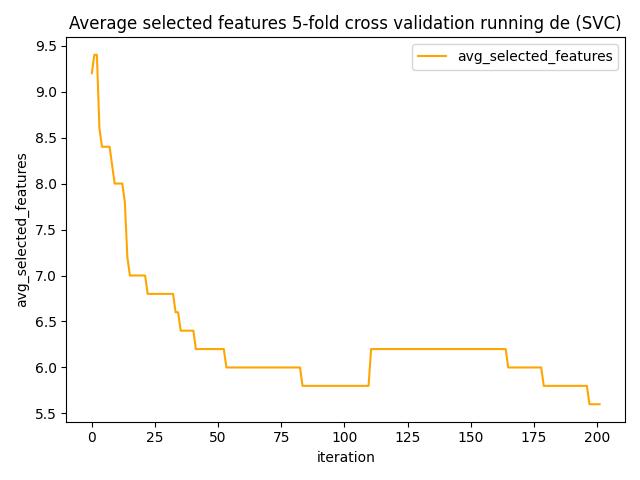 Average selected features 5-fold cross validation running de (SVC)
avg_selected_features
avg_selected_features
9.5
9.0
8.5
8.0
7.5
7.0
6.5
6.0
5.5
0 25 50 75 100 125 150 175 200
iteration